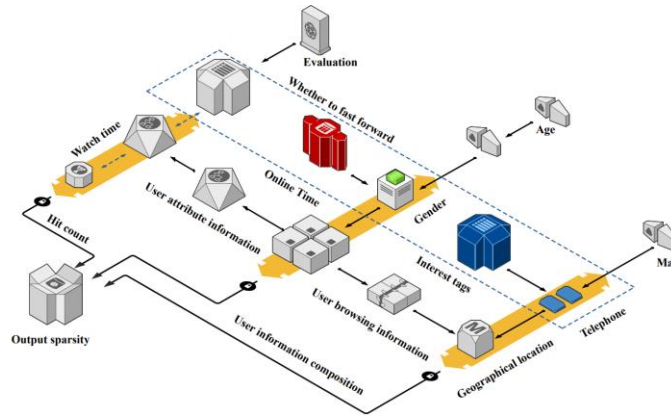 Evaluation
Whether to fast forward
Watch time
Age
Online Time
Gender
User attribute information
Hit count
Interest tags
User browsing information
Telephone
Geographical location
Output sparsity
User information composition
M